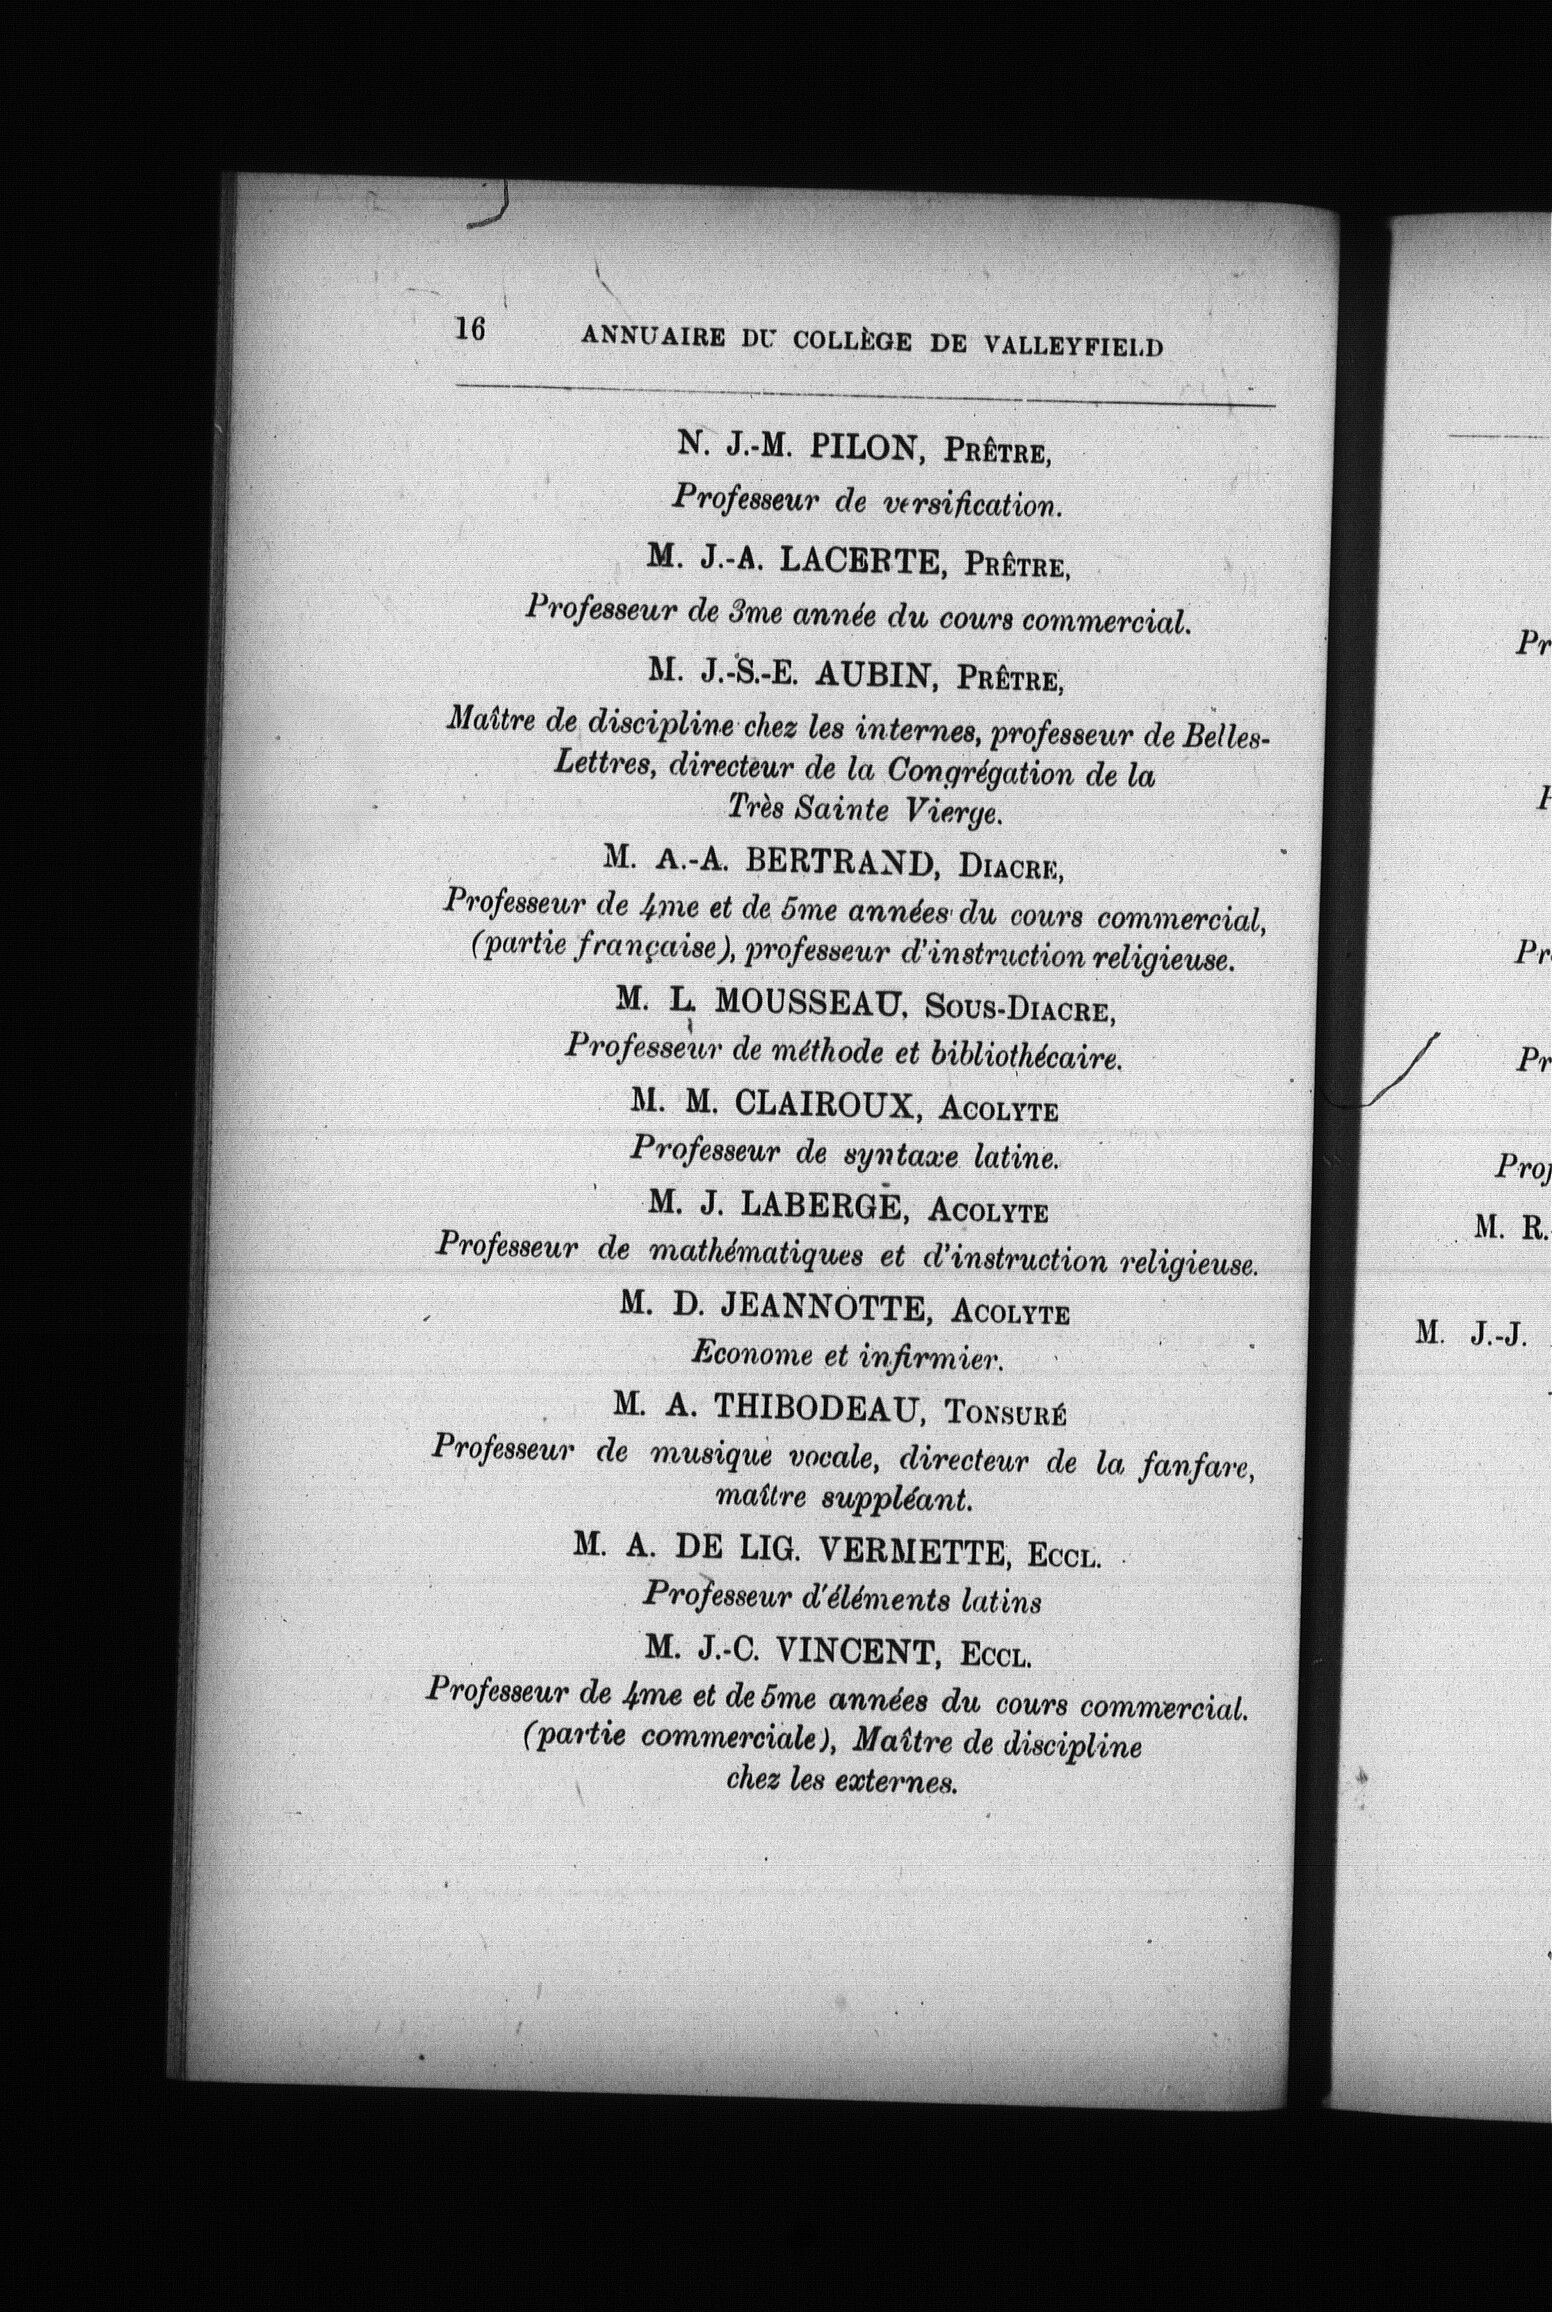 16 ANNUAIRE DU COLLÈGE DE VALLEYFIELD
N. J.-M. PILON, PRÊTRE,
Professeur de versification.
M. J.-A. LACERTE, PRÊTRE,
Professeur de 3me année du cours commercial.
M. J.-S.-E. AUBIN, PRÊTRE,
Maître de discipline chez les internes, professeur de Belles-
Lettres, directeur de la Congrégation de la
Très Sainte Vierge.
M. A.-A. BERTRAND, DIACRE,
Professeur de 4me et de 5me années du cours commercial,
(partie française), professeur d'instruction religieuse.
M. L. MOUSSEAU, SOUS-DIACRE,
Professeur de méthode et bibliothécaire.
M. M. CLAIROUX, ACOLYTE
Professeur de syntaxe latine.
M. J. LABERGE, ACOLYTE
Professeur de mathématiques et d'instruction religieuse.
M. D. JEANNOTTE, ACOLYTE
Econome et infirmier.
M. A. THIBODEAU, TONSURÉ
Professeur de musique vocale, directeur de la fanfare,
maître suppléant.
M. A. DE LIG. VERMETTE, ECCL.
Professeur d'éléments latins
M. J.-C. VINCENT, ECCL.
Professeur de 4me et de 5me années du cours commercial.
(partie commerciale), Maître de discipline
chez les externes.
Pr
Pr
Pr
Prof
M. R.-
M. J.-J.